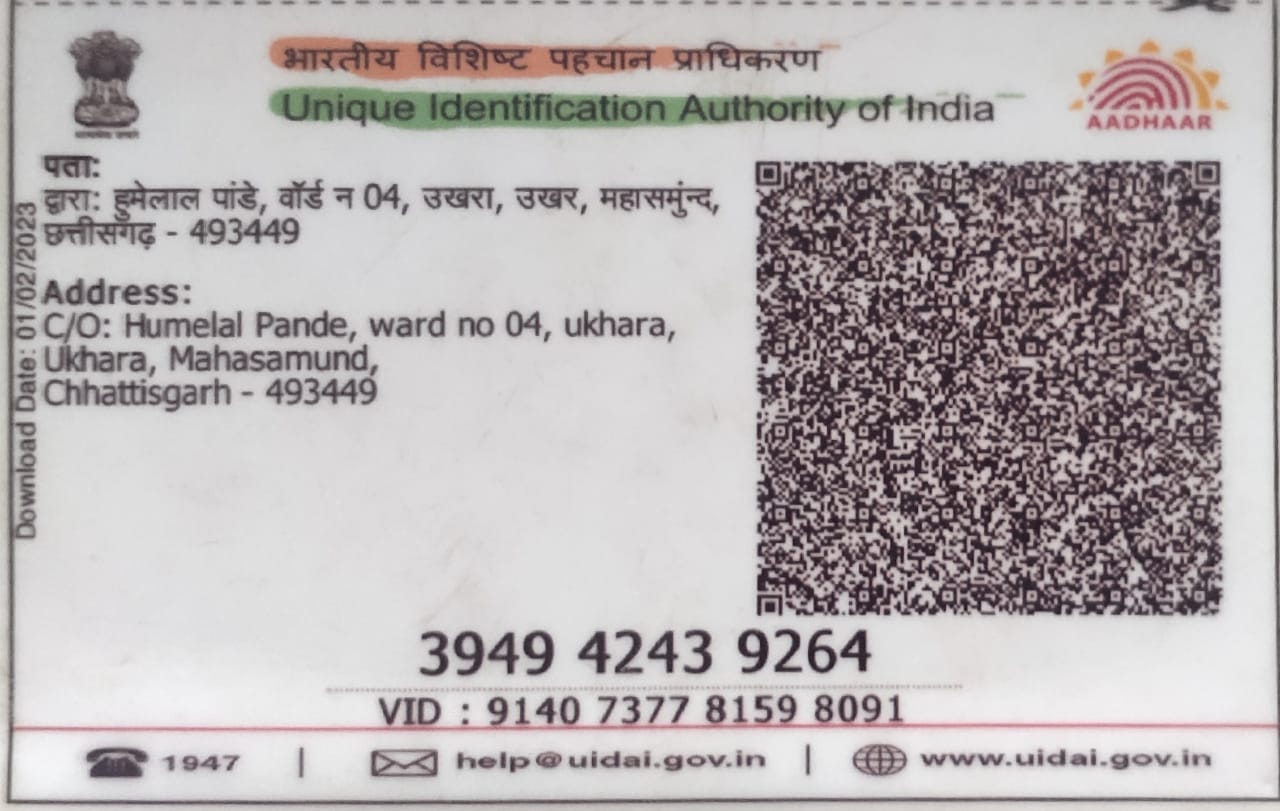 भारतीय विशिष्ट पहचान प्राधिकरण
Unique Identification Authority of India
AADHAAR
पता:
द्वारा: हुमेलाल पांडे, वॉर्ड न 04, उखरा, उखर, महासमुंन्द,
छत्तीसगढ़ - 493449
Address:
C/O: Humelal Pande, ward no 04, ukhara,
Ukhara, Mahasamund,
Chhattisgarh - 493449
Download Date: 01/02/2023
3949 4243 9264
VID : 9140 7377 8159 8091
1947 | help@uidai.gov.in | www.uidai.gov.in